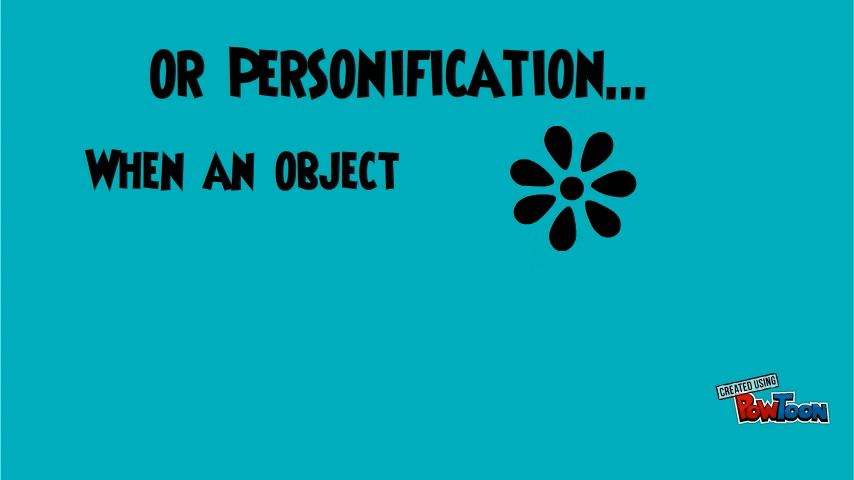 or Personification...
When an object
CREATED USING
PowToon